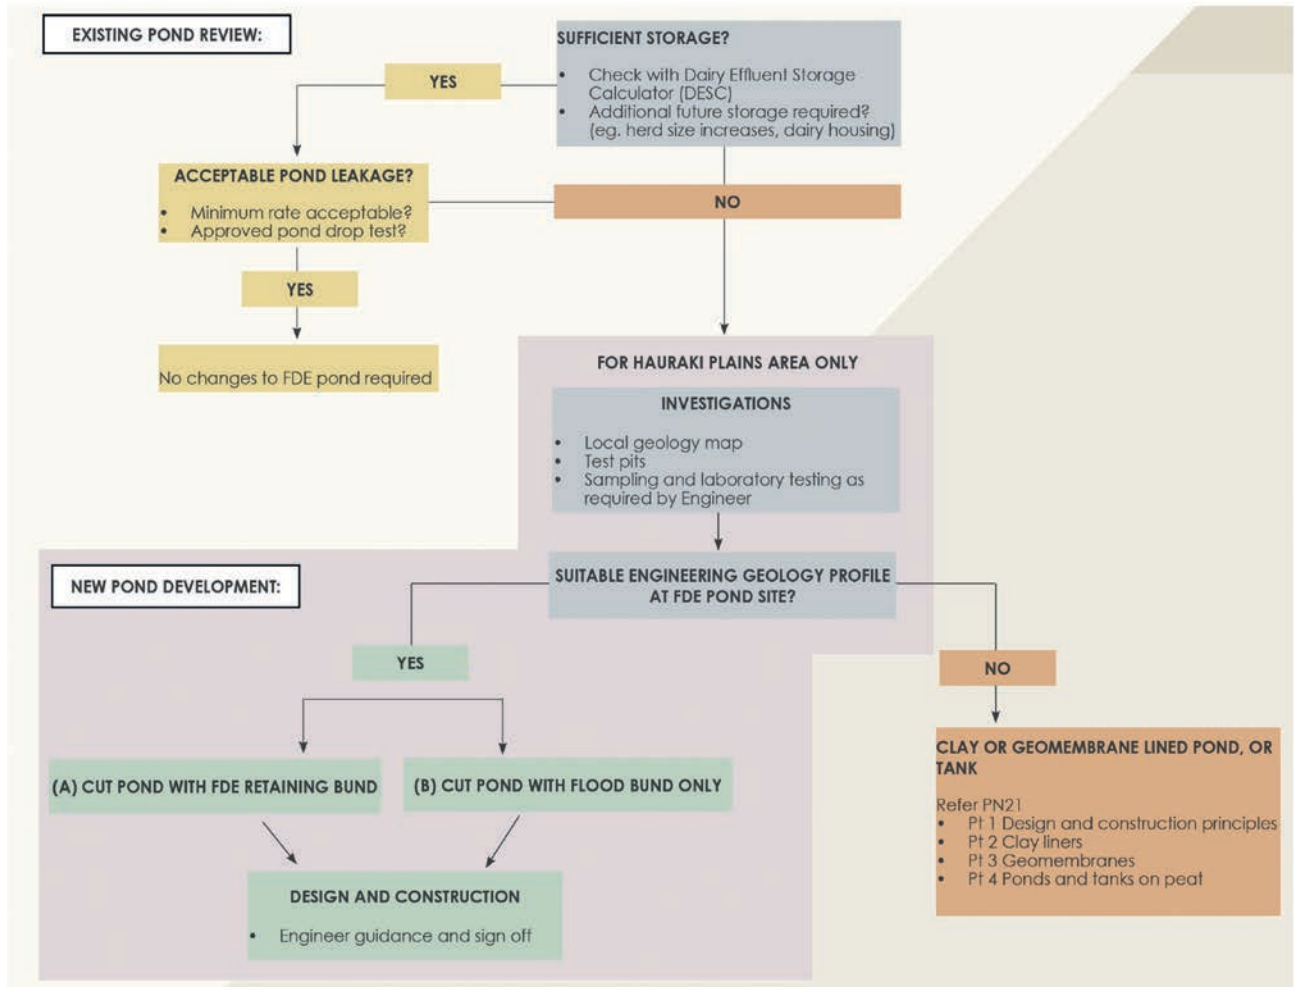 EXISTING POND REVIEW:
SUFFICIENT STORAGE?
• Check with Dairy Effluent Storage
Calculator (DESC)
• Additional future storage required?
(eg. herd size increases, dairy housing)
YES
ACCEPTABLE POND LEAKAGE?
• Minimum rate acceptable?
• Approved pond drop test?
NO
YES
No changes to FDE pond required
FOR HAURAKI PLAINS AREA ONLY
INVESTIGATIONS
• Local geology map
• Test pits
• Sampling and laboratory testing as
required by Engineer
NEW POND DEVELOPMENT:
SUITABLE ENGINEERING GEOLOGY PROFILE
AT FDE POND SITE?
YES
NO
(A) CUT POND WITH FDE RETAINING BUND
(B) CUT POND WITH FLOOD BUND ONLY
DESIGN AND CONSTRUCTION
• Engineer guidance and sign off
CLAY OR GEOMEMBRANE LINED POND, OR
TANK
Refer PN21
• Pt 1 Design and construction principles
• Pt 2 Clay liners
• Pt 3 Geomembranes
• Pt 4 Ponds and tanks on peat